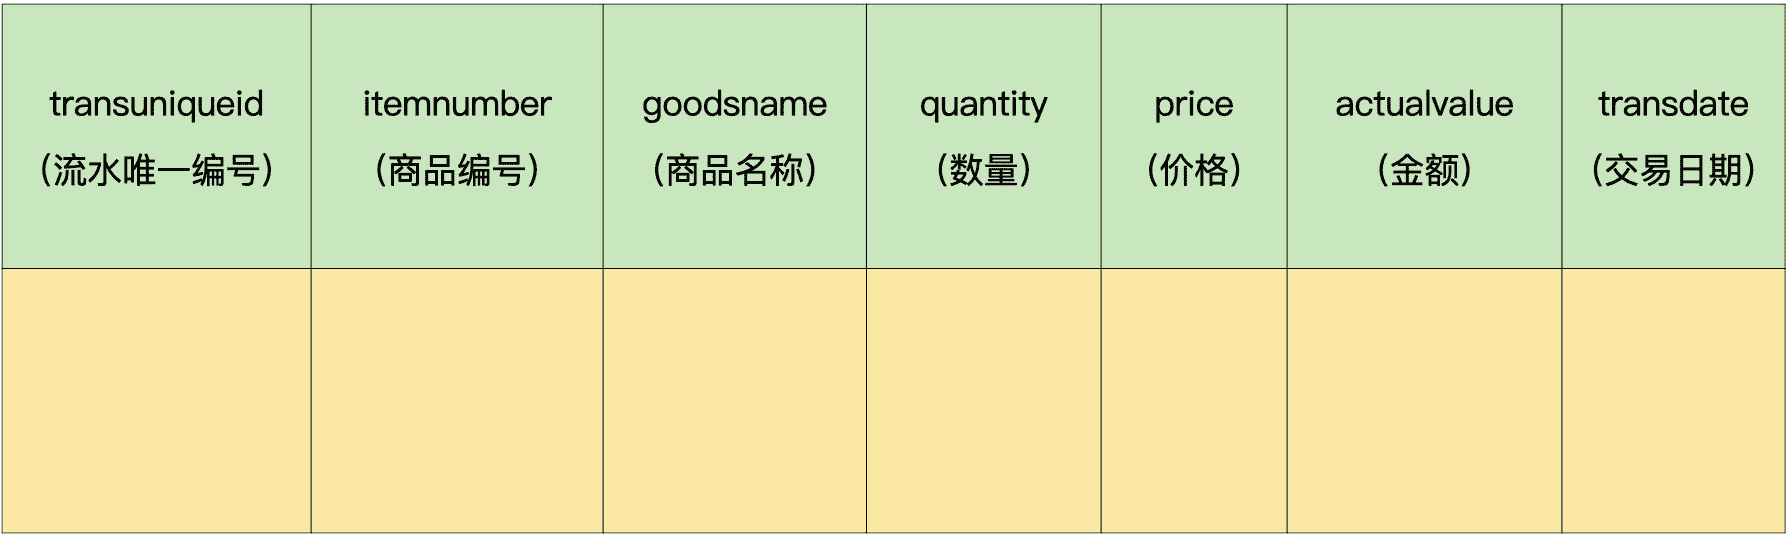 transuniqueid
（流水唯一编号）
itemnumber
（商品编号）
goodsname
（商品名称）
quantity
（数量）
price
（价格）
actualvalue
（金额）
transdate
（交易日期）